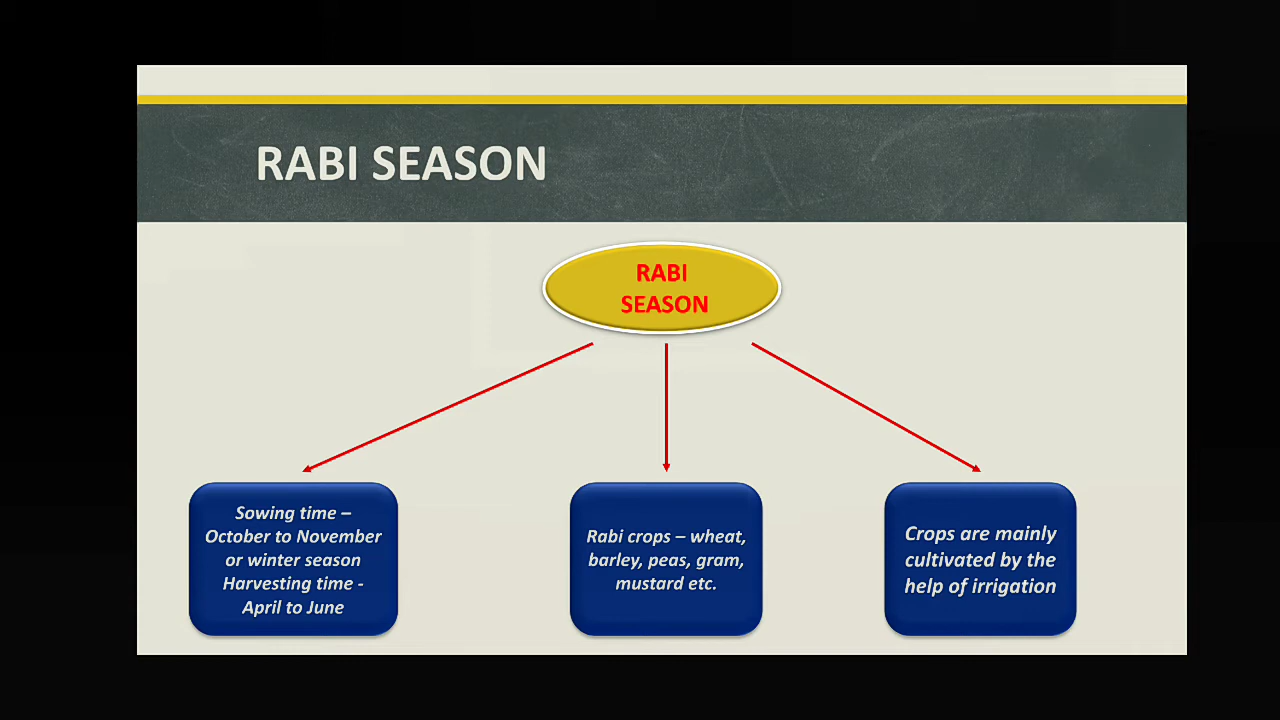 RABI SEASON
RABI
SEASON
Sowing time –
October to November
or winter season
Harvesting time -
April to June
Rabi crops – wheat,
barley, peas, gram,
mustard etc.
Crops are mainly
cultivated by the
help of irrigation